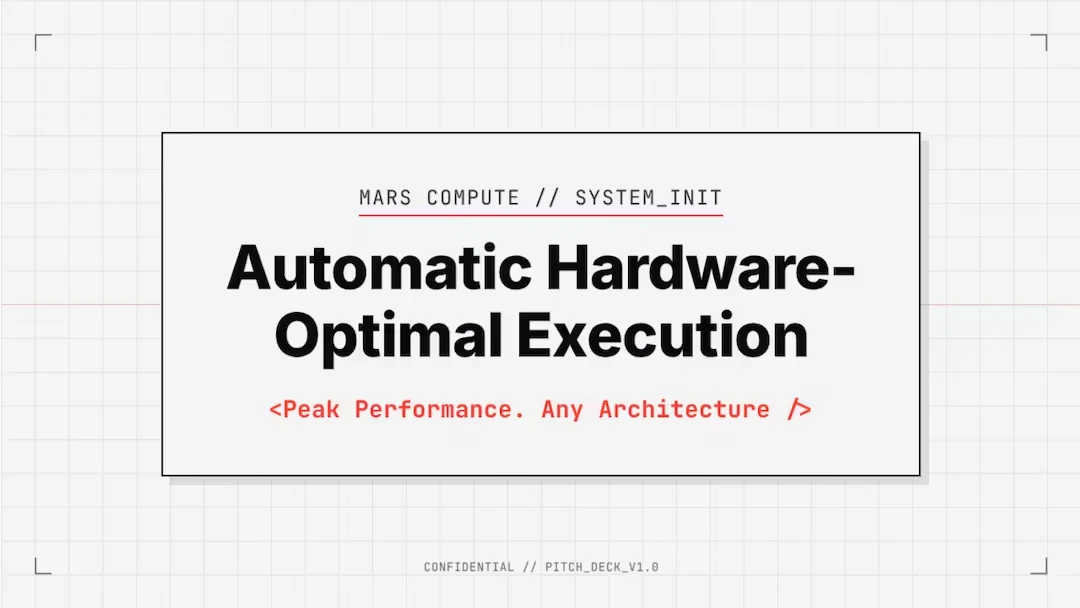 MARS COMPUTE // SYSTEM_INIT
Automatic Hardware-
Optimal Execution
<Peak Performance. Any Architecture />
CONFIDENTIAL // PITCH_DECK_V1.0